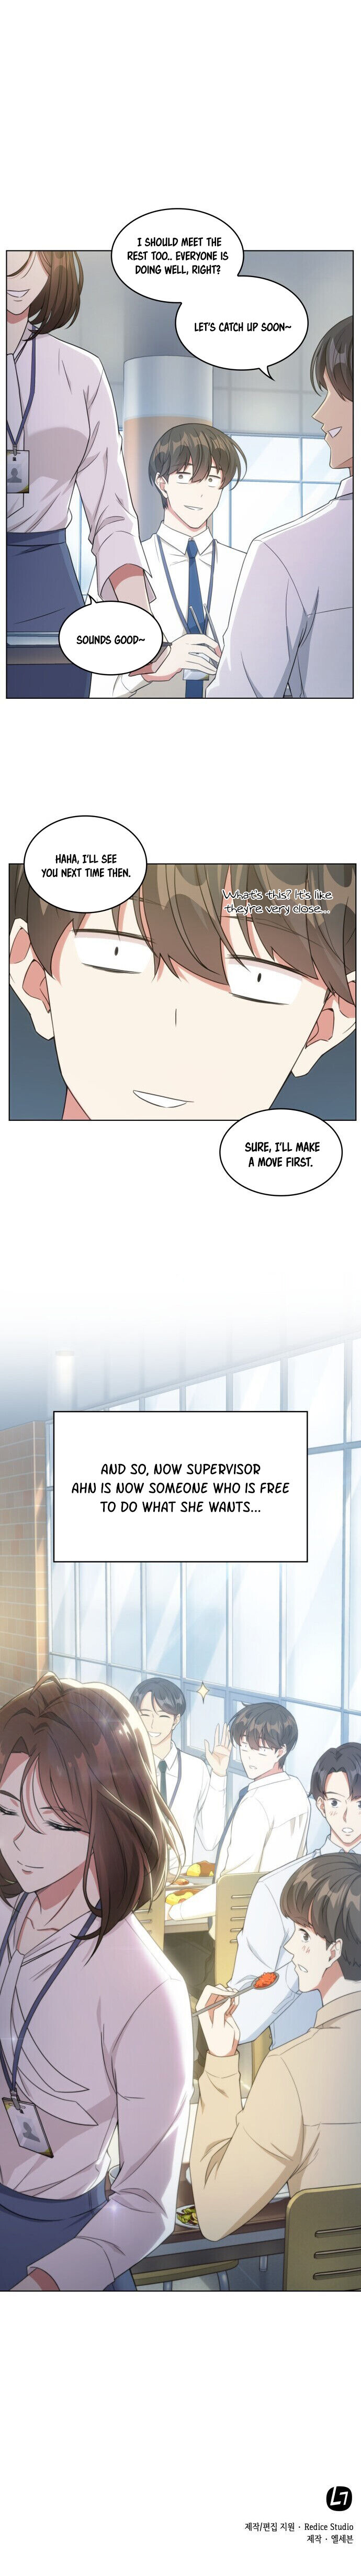 I SHOULD MEET THE
REST TOO.. EVERYONE IS
DOING WELL, RIGHT?
LET'S CATCH UP SOON~
SOUNDS GOOD~
HAHA, I'LL SEE
YOU NEXT TIME THEN.
What's this? It's like
they're very close...
SURE, I'LL MAKE
A MOVE FIRST.
AND SO, NOW SUPERVISOR
AHN IS NOW SOMEONE WHO IS FREE
TO DO WHAT SHE WANTS...
L7
제작/편집 지원 · Redice Studio
제작 · 엘세븐